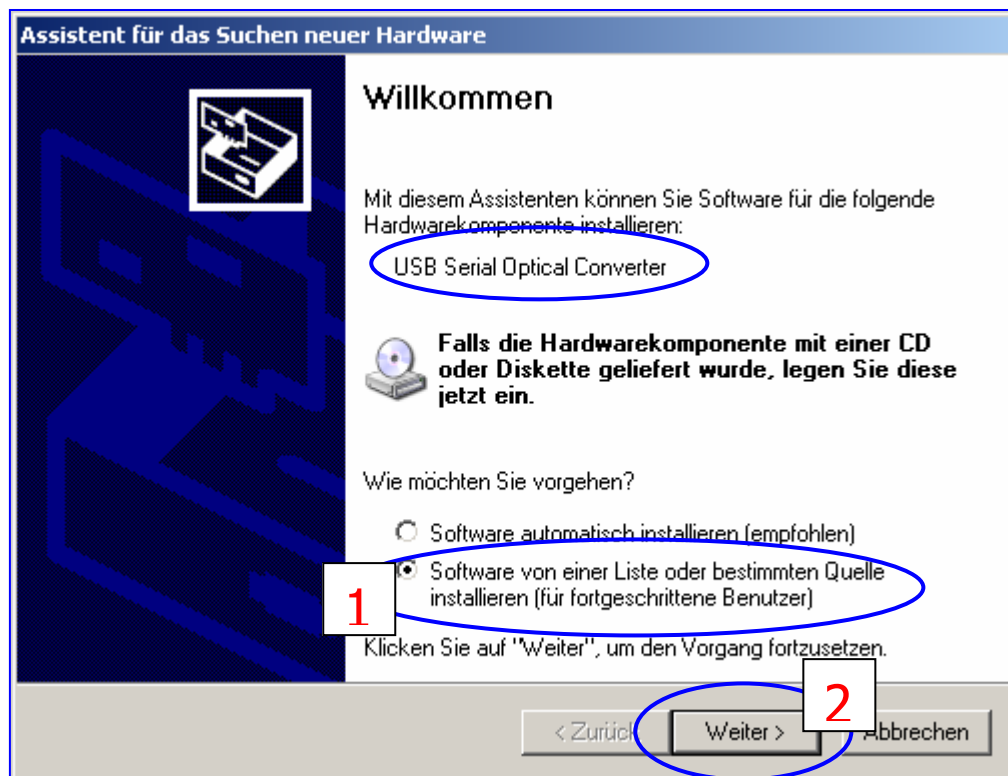 Assistent für das Suchen neuer Hardware
Willkommen
Mit diesem Assistenten können Sie Software für die folgende
Hardwarekomponente installieren:
USB Serial Optical Converter
Falls die Hardwarekomponente mit einer CD
oder Diskette geliefert wurde, legen Sie diese
jetzt ein.
Wie möchten Sie vorgehen?
Software automatisch installieren (empfohlen)
1
Software von einer Liste oder bestimmten Quelle
installieren (für fortgeschrittene Benutzer)
Klicken Sie auf "Weiter", um den Vorgang fortzusetzen.
2
< Zurück Weiter > Abbrechen